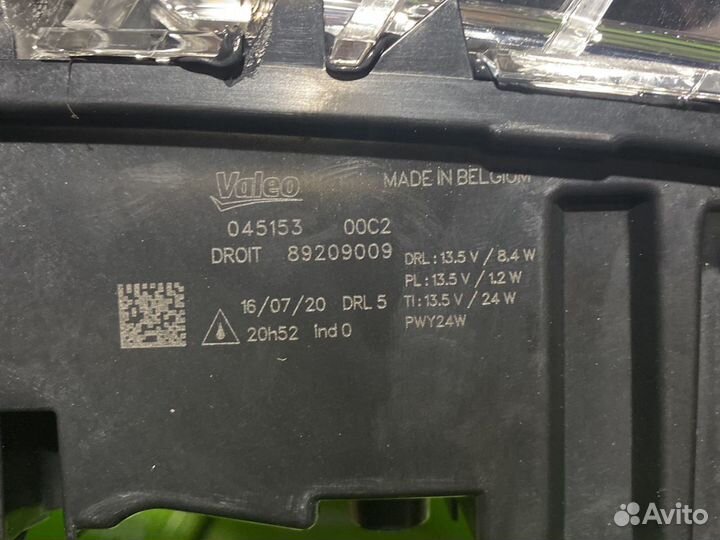 Valeo
MADE İN BELGIUM
045153 00C2
DROIT 89209009
DRL : 13.5 V / 8.4 W
PL : 13.5 V / 1.2 W
TI : 13.5 V / 24 W
PWY24W
16/07/20 DRL 5
20h52 ind 0
Avito